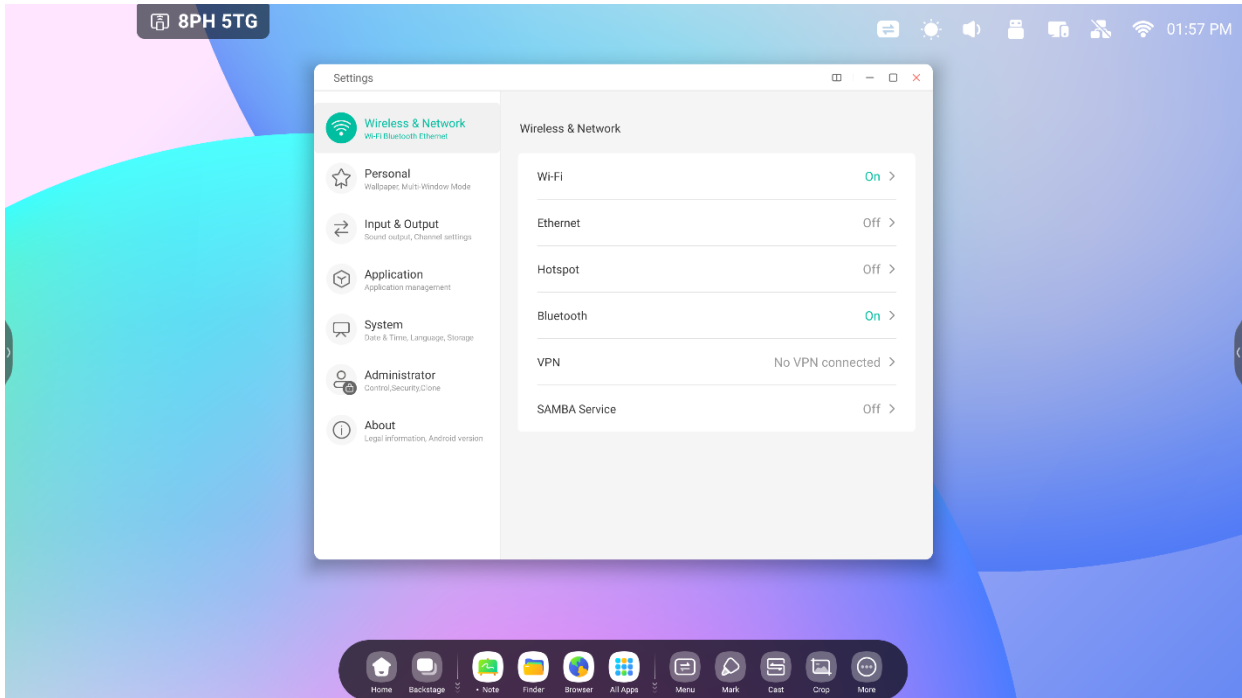 8PH 5TG
01:57 PM
Settings
Wireless & Network
Wi-Fi Bluetooth Ethernet
Personal
Wallpaper, Multi-Window Mode
Input & Output
Sound output, Channel settings
Application
Application management
System
Date & Time, Language, Storage
Administrator
Control,Security,Clone
About
Legal information, Android version
Wireless & Network
Wi-Fi On
Ethernet Off
Hotspot Off
Bluetooth On
VPN No VPN connected
SAMBA Service Off
Home Backstage • Note Finder Browser All Apps Menu Mark Cast Crop More